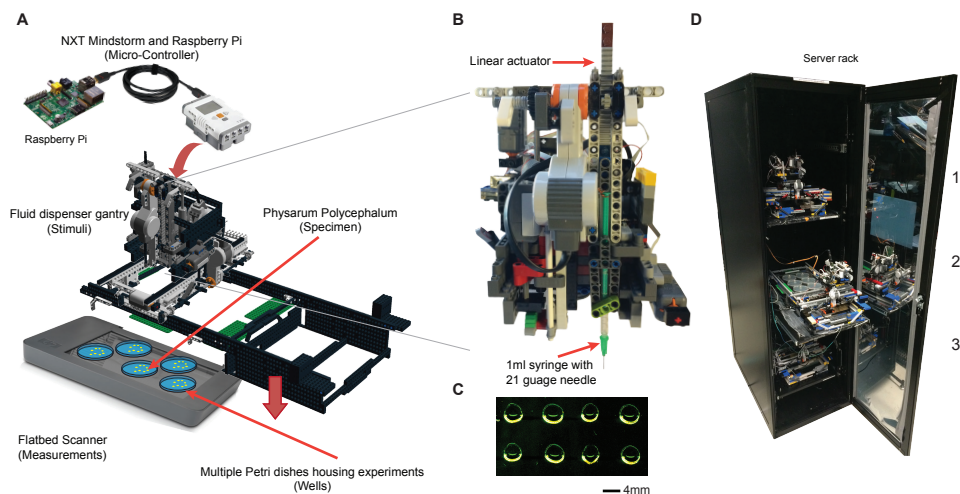 A
NXT Mindstorm and Raspberry Pi
(Micro-Controller)
Raspberry Pi
Fluid dispenser gantry
(Stimuli)
Physarum Polycephalum
(Specimen)
Flatbed Scanner
(Measurements)
Multiple Petri dishes housing experiments
(Wells)
B
Linear actuator
1ml syringe with
21 guage needle
C
4mm
D
Server rack
1
2
3